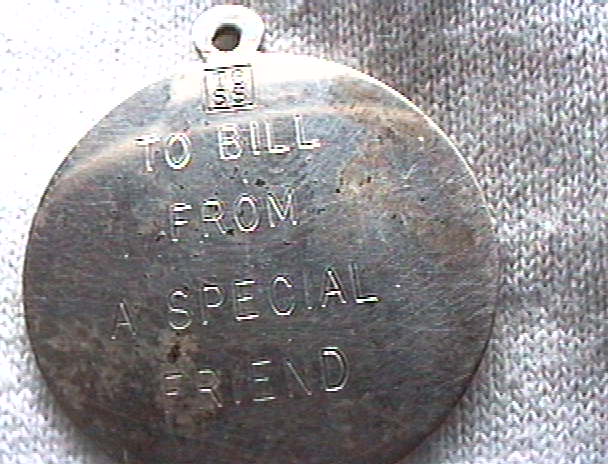 TO BILL
FROM
A SPECIAL
FRIEND